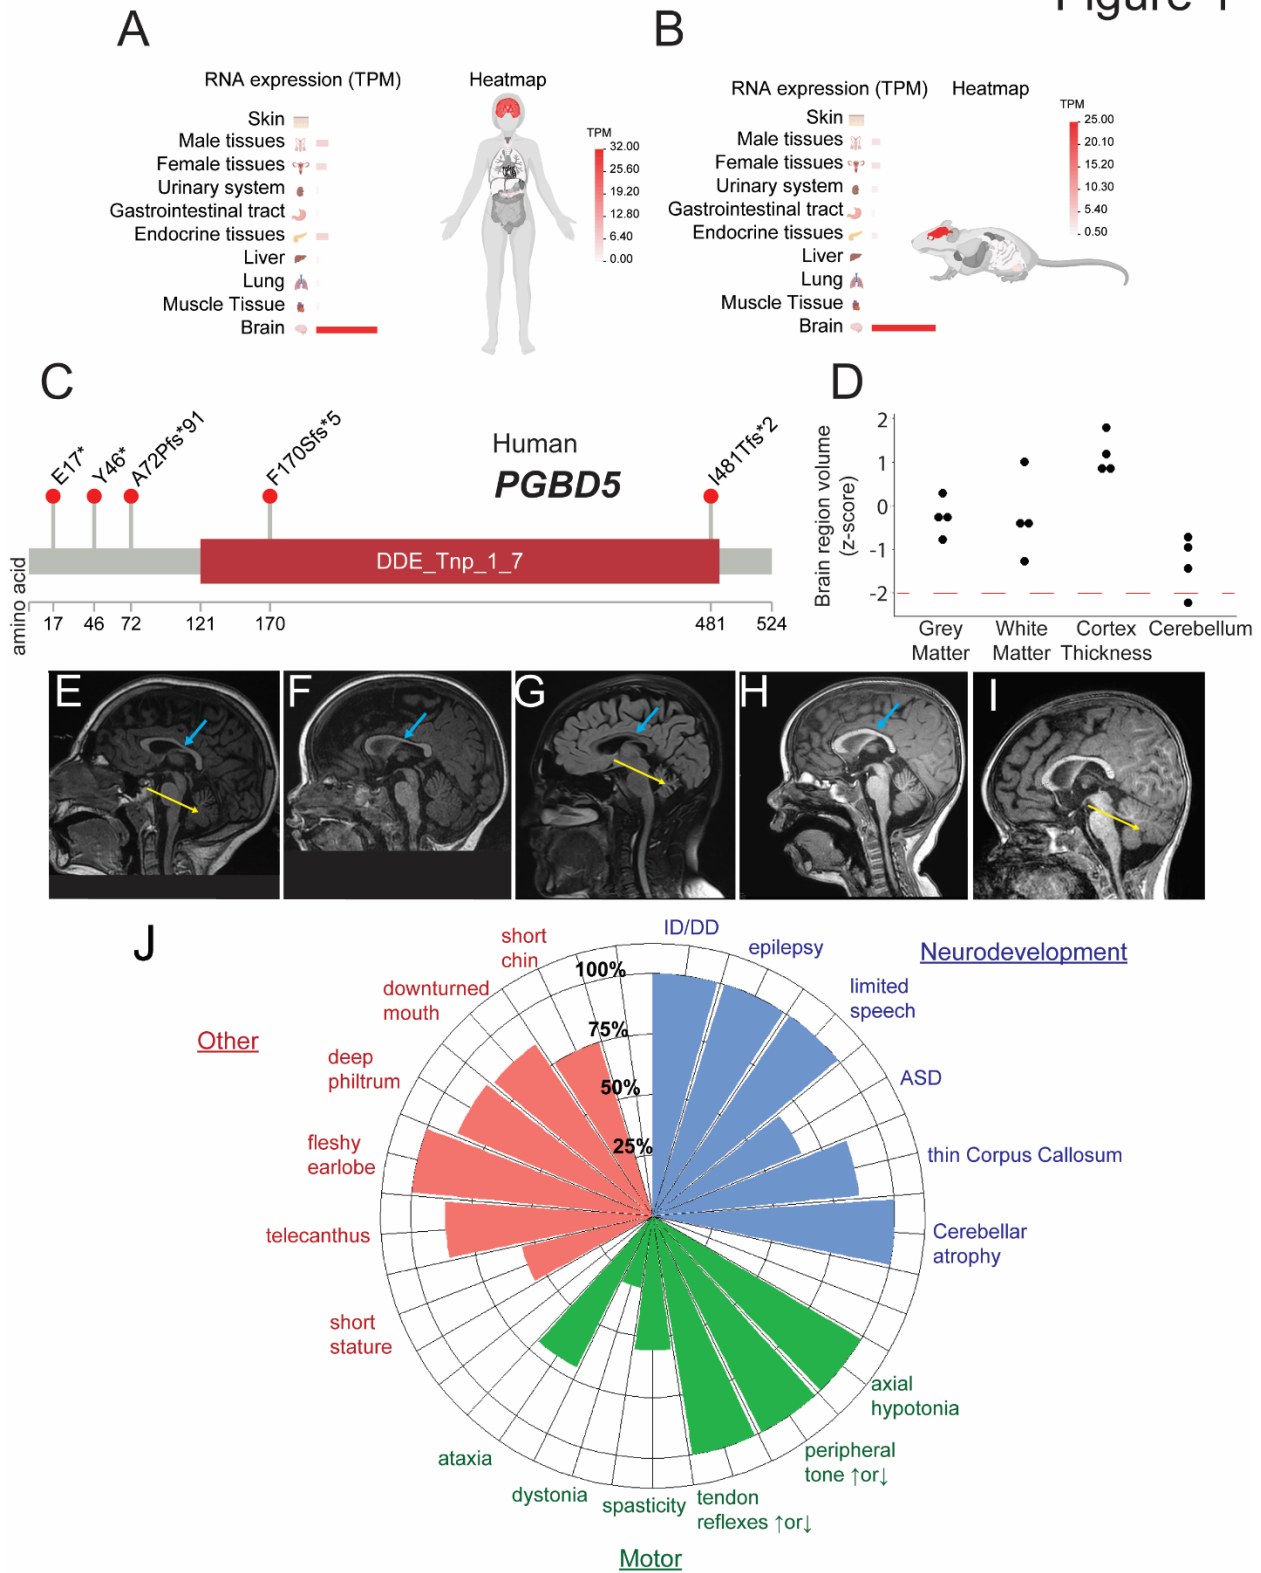 Figure 1
A
RNA expression (TPM)
Heatmap
Skin
Male tissues
Female tissues
Urinary system
Gastrointestinal tract
Endocrine tissues
Liver
Lung
Muscle Tissue
Brain
TPM
32.00
25.60
19.20
12.80
6.40
0.00
B
RNA expression (TPM)
Heatmap
Skin
Male tissues
Female tissues
Urinary system
Gastrointestinal tract
Endocrine tissues
Liver
Lung
Muscle Tissue
Brain
TPM
25.00
20.10
15.20
10.30
5.40
0.50
C
E17*
Y46*
A72Pfs*91
F170Sfs*5
I481Tfs*2
Human
PGBD5
DDE_Tnp_1_7
amino acid
17 46 72 121 170 481 524
D
Brain region volume
(z-score)
2
1
0
-1
-2
Grey
Matter
White
Matter
Cortex
Thickness
Cerebellum
E
F
G
H
I
J
Neurodevelopment
ID/DD
epilepsy
limited
speech
ASD
thin Corpus Callosum
Cerebellar
atrophy
axial
hypotonia
peripheral
tone ↑or↓
tendon
reflexes ↑or↓
spasticity
dystonia
ataxia
Motor
short
stature
telecanthus
fleshy
earlobe
deep
philtrum
downturned
mouth
short
chin
Other
100%
75%
50%
25%